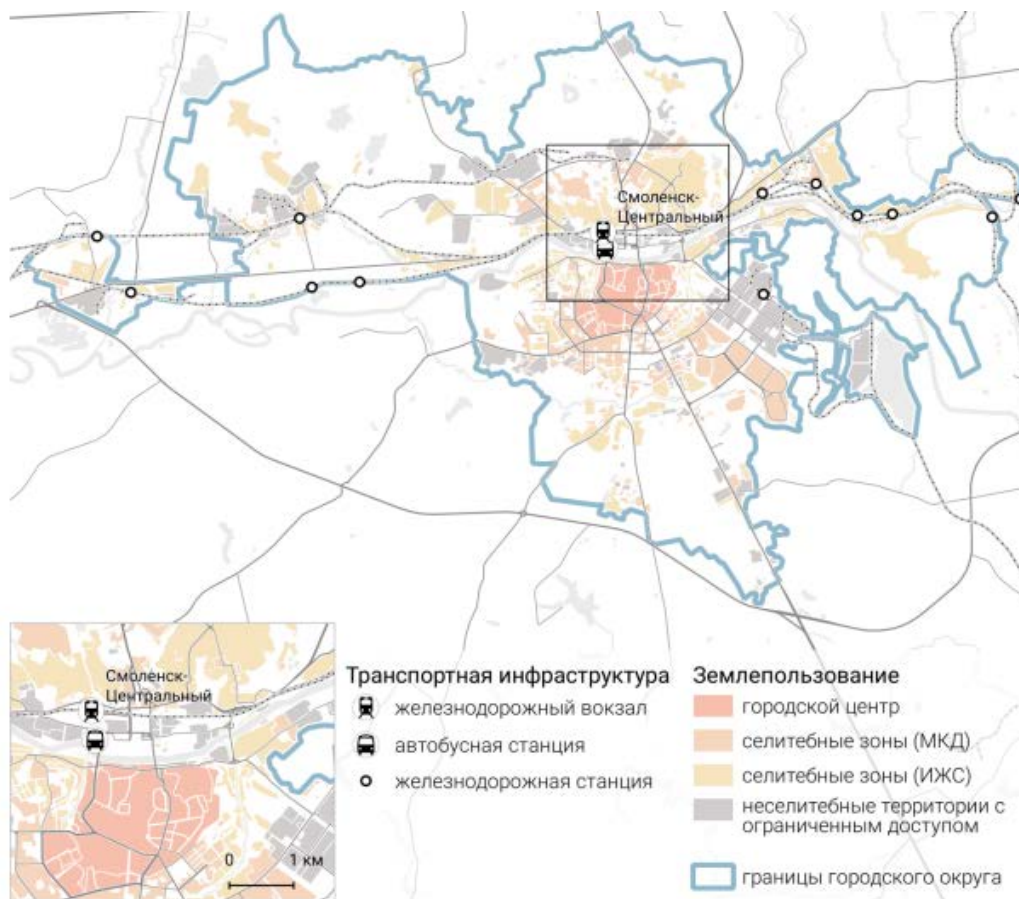 Смоленск-
Центральный
Смоленск-
Центральный
0 1 км
Транспортная инфраструктура
железнодорожный вокзал
автобусная станция
железнодорожная станция
Землепользование
городской центр
селитебные зоны (МКД)
селитебные зоны (ИЖС)
неселитебные территории с
ограниченным доступом
границы городского округа